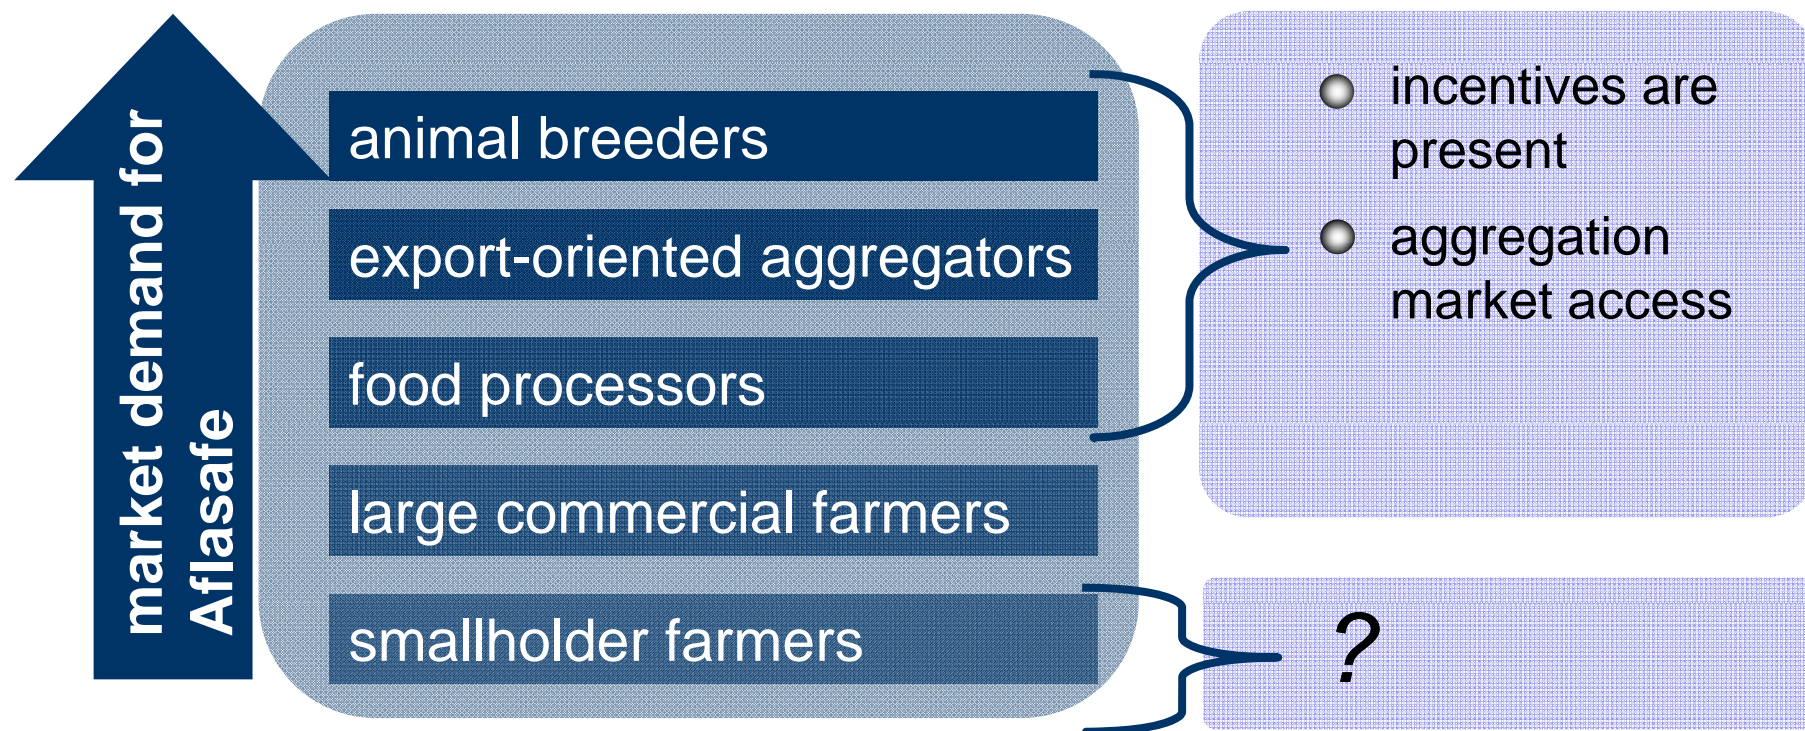 market demand for
Aflasafe
animal breeders
export-oriented aggregators
food processors
large commercial farmers
smallholder farmers
incentives are
present
aggregation
market access
?